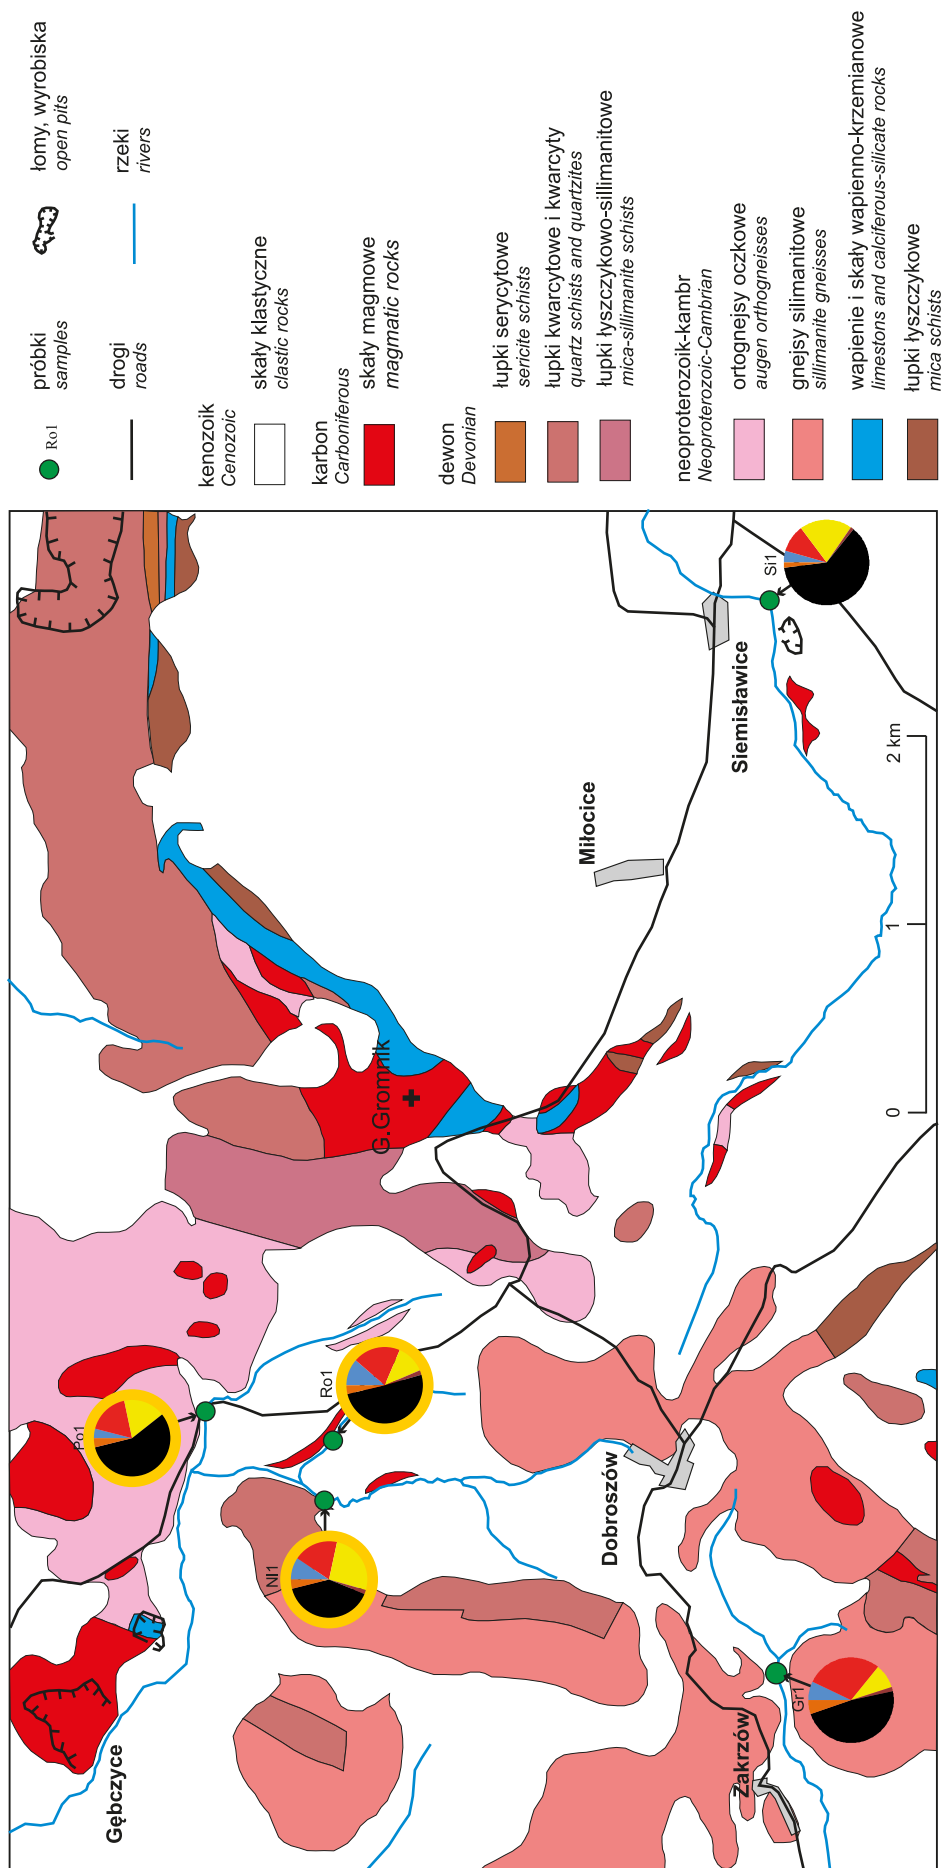 próbki
samples
łomy, wyrobiska
open pits
Ro1
drogi
roads
rzeki
rivers
kenozoik
Cenozoic
skały klastyczne
clastic rocks
karbon
Carboniferous
skały magmowe
magmatic rocks
dewon
Devonian
łupki serycytowe
sericite schists
łupki kwarcytowe i kwarcyty
quartz schists and quartzites
łupki łyszczykowo-sillimanitowe
mica-sillimanite schists
neoproterozoik-kambr
Neoproterozoic-Cambrian
ortognejsy oczkowe
augen orthogneisses
gnejsy silimanitowe
sillimanite gneisses
wapienie i skały wapienno-krzemianowe
limestons and calciferous-silicate rocks
łupki łyszczykowe
mica schists
Gębczyce
Po1
Nl1
Ro1
G.Gromnik
Dobroszów
Miłocice
Siemisławice
Si1
Zakrzów
Gr1
0
1
2 km